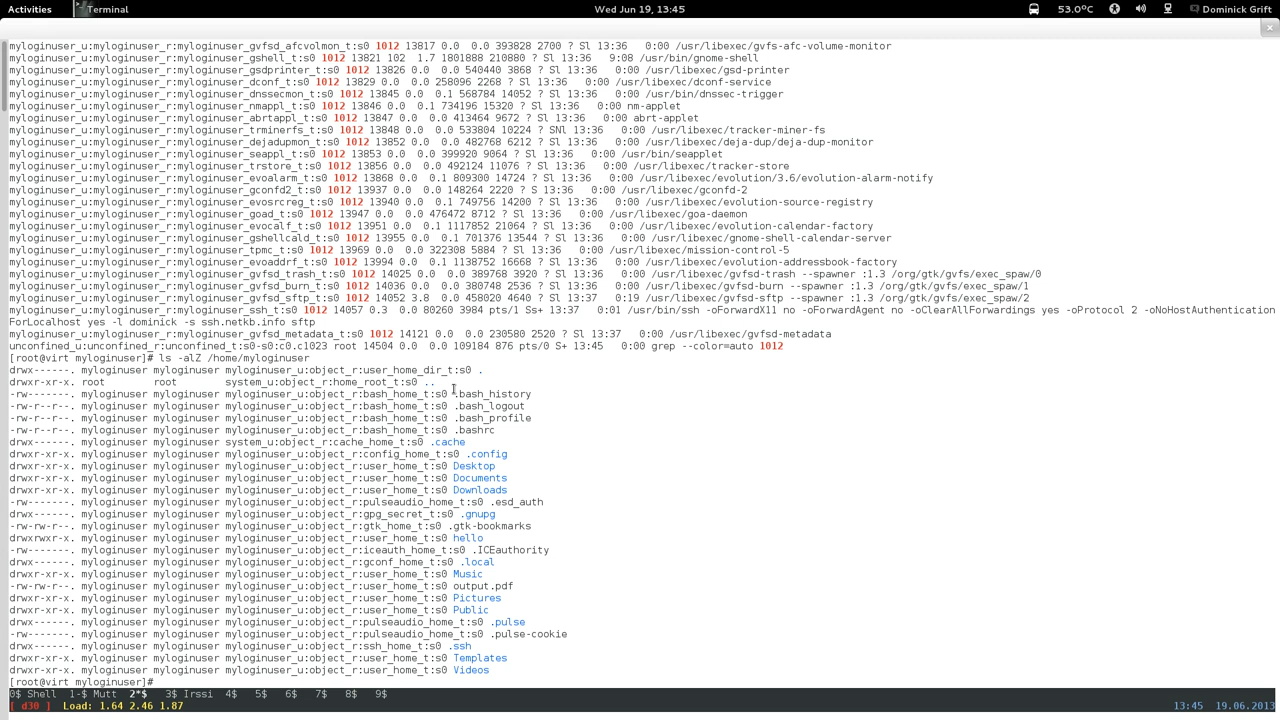 Activities Terminal Wed Jun 19, 13:45 53.0°C Dominick Grift
myloginuser_u:myloginuser_r:myloginuser_gvfsd_afcvolmon_t:s0 1012 13817 0.0  0.0 393828 2700 ? Sl 13:36   0:00 /usr/libexec/gvfs-afc-volume-monitor
myloginuser_u:myloginuser_r:myloginuser_gshell_t:s0 1012 13821 102  1.7 1801888 210880 ? Sl 13:36   9:08 /usr/bin/gnome-shell
myloginuser_u:myloginuser_r:myloginuser_gsdprinter_t:s0 1012 13826 0.0  0.0 540440 3868 ? Sl 13:36   0:00 /usr/libexec/gsd-printer
myloginuser_u:myloginuser_r:myloginuser_dconf_t:s0 1012 13829 0.0  0.0 258096 2268 ? Sl 13:36   0:00 /usr/libexec/dconf-service
myloginuser_u:myloginuser_r:myloginuser_dnssecmon_t:s0 1012 13845 0.0  0.1 568784 14052 ? Sl 13:36   0:00 /usr/bin/dnssec-trigger
myloginuser_u:myloginuser_r:myloginuser_nmappl_t:s0 1012 13846 0.0  0.1 734196 15320 ? Sl 13:36   0:00 nm-applet
myloginuser_u:myloginuser_r:myloginuser_abrtappl_t:s0 1012 13847 0.0  0.0 413464 9672 ? Sl 13:36   0:00 abrt-applet
myloginuser_u:myloginuser_r:myloginuser_trminerfs_t:s0 1012 13848 0.0  0.0 533804 10224 ? SNl 13:36   0:00 /usr/libexec/tracker-miner-fs
myloginuser_u:myloginuser_r:myloginuser_dejadupmon_t:s0 1012 13852 0.0  0.0 482768 6212 ? Sl 13:36   0:00 /usr/libexec/deja-dup/deja-dup-monitor
myloginuser_u:myloginuser_r:myloginuser_seappl_t:s0 1012 13853 0.0  0.0 399920 9064 ? Sl 13:36   0:00 /usr/bin/seapplet
myloginuser_u:myloginuser_r:myloginuser_trstore_t:s0 1012 13856 0.0  0.0 492124 11076 ? Sl 13:36   0:00 /usr/libexec/tracker-store
myloginuser_u:myloginuser_r:myloginuser_evoalarm_t:s0 1012 13868 0.0  0.1 809300 14724 ? Sl 13:36   0:00 /usr/libexec/evolution/3.6/evolution-alarm-notify
myloginuser_u:myloginuser_r:myloginuser_gconfd2_t:s0 1012 13937 0.0  0.0 148264 2220 ? S 13:36   0:00 /usr/libexec/gconfd-2
myloginuser_u:myloginuser_r:myloginuser_evosrcreg_t:s0 1012 13940 0.0  0.1 749756 14200 ? Sl 13:36   0:00 /usr/libexec/evolution-source-registry
myloginuser_u:myloginuser_r:myloginuser_goad_t:s0 1012 13947 0.0  0.0 476472 8712 ? Sl 13:36   0:00 /usr/libexec/goa-daemon
myloginuser_u:myloginuser_r:myloginuser_evocalf_t:s0 1012 13951 0.0  0.1 1117852 21064 ? Sl 13:36   0:00 /usr/libexec/evolution-calendar-factory
myloginuser_u:myloginuser_r:myloginuser_gshellcald_t:s0 1012 13955 0.0  0.1 701376 13544 ? Sl 13:36   0:00 /usr/libexec/gnome-shell-calendar-server
myloginuser_u:myloginuser_r:myloginuser_tpmc_t:s0 1012 13969 0.0  0.0 322308 5884 ? Sl 13:36   0:00 /usr/libexec/mission-control-5
myloginuser_u:myloginuser_r:myloginuser_evoaddrf_t:s0 1012 13994 0.0  0.1 1138752 16668 ? Sl 13:36   0:00 /usr/libexec/evolution-addressbook-factory
myloginuser_u:myloginuser_r:myloginuser_gvfsd_trash_t:s0 1012 14025 0.0  0.0 389768 3920 ? Sl 13:36   0:00 /usr/libexec/gvfsd-trash --spawner :1.3 /org/gtk/gvfs/exec_spaw/0
myloginuser_u:myloginuser_r:myloginuser_gvfsd_burn_t:s0 1012 14036 0.0  0.0 380748 2536 ? Sl 13:36   0:00 /usr/libexec/gvfsd-burn --spawner :1.3 /org/gtk/gvfs/exec_spaw/1
myloginuser_u:myloginuser_r:myloginuser_gvfsd_sftp_t:s0 1012 14052 3.8  0.0 458020 4640 ? Sl 13:37   0:19 /usr/libexec/gvfsd-sftp --spawner :1.3 /org/gtk/gvfs/exec_spaw/2
myloginuser_u:myloginuser_r:myloginuser_ssh_t:s0 1012 14057 0.3  0.0 80260 3984 pts/1 Ss+ 13:37   0:01 /usr/bin/ssh -oForwardX11 no -oForwardAgent no -oClearAllForwardings yes -oProtocol 2 -oNoHostAuthentication
ForLocalhost yes -l dominick -s ssh.netkb.info sftp
myloginuser_u:myloginuser_r:myloginuser_gvfsd_metadata_t:s0 1012 14121 0.0  0.0 230580 2520 ? Sl 13:37   0:00 /usr/libexec/gvfsd-metadata
unconfined_u:unconfined_r:unconfined_t:s0-s0:c0.c1023 root 14504 0.0  0.0 109184 876 pts/0 S+ 13:45   0:00 grep --color=auto 1012
[root@virt myloginuser]# ls -alZ /home/myloginuser
drwx------. myloginuser myloginuser myloginuser_u:object_r:user_home_dir_t:s0 .
drwxr-xr-x. root        root        system_u:object_r:home_root_t:s0 ..
-rw-------. myloginuser myloginuser myloginuser_u:object_r:bash_home_t:s0 .bash_history
-rw-r--r--. myloginuser myloginuser myloginuser_u:object_r:bash_home_t:s0 .bash_logout
-rw-r--r--. myloginuser myloginuser myloginuser_u:object_r:bash_home_t:s0 .bash_profile
-rw-r--r--. myloginuser myloginuser myloginuser_u:object_r:bash_home_t:s0 .bashrc
drwx------. myloginuser myloginuser system_u:object_r:cache_home_t:s0 .cache
drwxr-xr-x. myloginuser myloginuser myloginuser_u:object_r:config_home_t:s0 .config
drwxr-xr-x. myloginuser myloginuser myloginuser_u:object_r:user_home_t:s0 Desktop
drwxr-xr-x. myloginuser myloginuser myloginuser_u:object_r:user_home_t:s0 Documents
drwxr-xr-x. myloginuser myloginuser myloginuser_u:object_r:user_home_t:s0 Downloads
-rw-------. myloginuser myloginuser myloginuser_u:object_r:pulseaudio_home_t:s0 .esd_auth
drwx------. myloginuser myloginuser myloginuser_u:object_r:gpg_secret_t:s0 .gnupg
-rw-rw-r--. myloginuser myloginuser myloginuser_u:object_r:gtk_home_t:s0 .gtk-bookmarks
drwxrwxr-x. myloginuser myloginuser myloginuser_u:object_r:user_home_t:s0 hello
-rw-------. myloginuser myloginuser myloginuser_u:object_r:iceauth_home_t:s0 .ICEauthority
drwxr-xr-x. myloginuser myloginuser myloginuser_u:object_r:gconf_home_t:s0 .local
drwxr-xr-x. myloginuser myloginuser myloginuser_u:object_r:user_home_t:s0 Music
-rw-rw-r--. myloginuser myloginuser myloginuser_u:object_r:user_home_t:s0 output.pdf
drwxr-xr-x. myloginuser myloginuser myloginuser_u:object_r:user_home_t:s0 Pictures
drwxr-xr-x. myloginuser myloginuser myloginuser_u:object_r:user_home_t:s0 Public
drwx------. myloginuser myloginuser myloginuser_u:object_r:pulseaudio_home_t:s0 .pulse
-rw-------. myloginuser myloginuser myloginuser_u:object_r:pulseaudio_home_t:s0 .pulse-cookie
drwx------. myloginuser myloginuser myloginuser_u:object_r:ssh_home_t:s0 .ssh
drwxr-xr-x. myloginuser myloginuser myloginuser_u:object_r:user_home_t:s0 Templates
drwxr-xr-x. myloginuser myloginuser myloginuser_u:object_r:user_home_t:s0 Videos
[root@virt myloginuser]#
0$ Shell  1-$ Mutt  2*$   3$ Irssi  4$   5$   6$   7$   8$   9$
[ d30 ]  Load: 1.64 2.46 1.87 13:45  19.06.2013